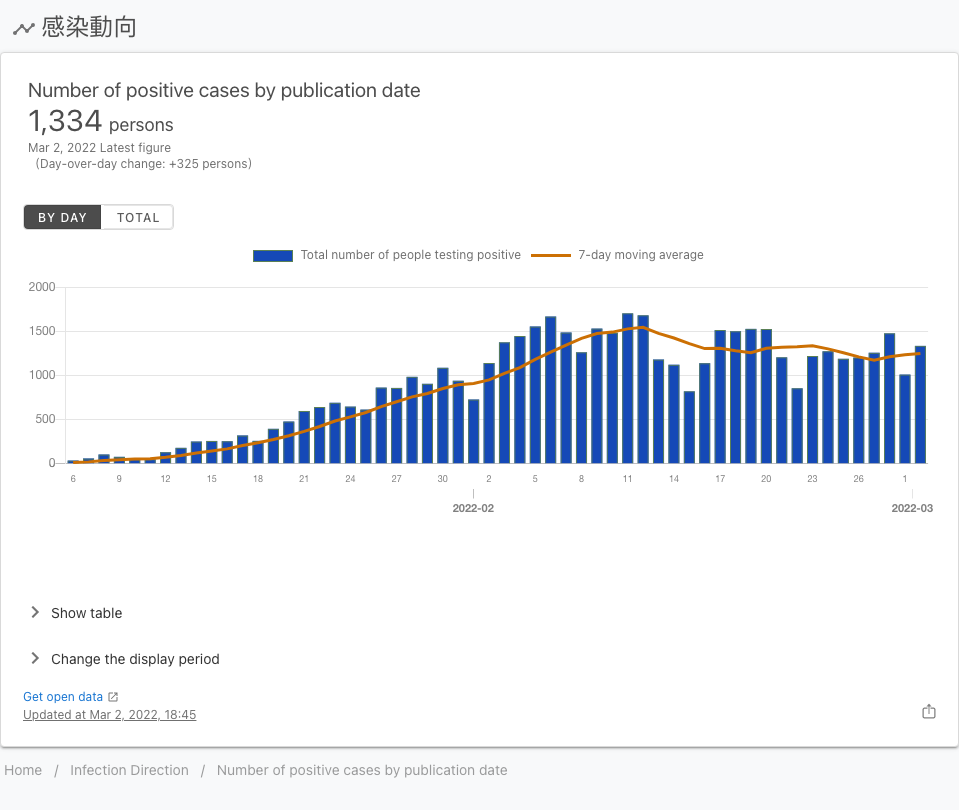 感染動向
Number of positive cases by publication date
1,334 persons
Mar 2, 2022 Latest figure
(Day-over-day change: +325 persons)
BY DAY TOTAL
Total number of people testing positive 7-day moving average
2000
1500
1000
500
0
6 9 12 15 18 21 24 27 30 2 5 8 11 14 17 20 23 26 1
2022-02 2022-03
Show table
Change the display period
Get open data
Updated at Mar 2, 2022, 18:45
Home / Infection Direction / Number of positive cases by publication date